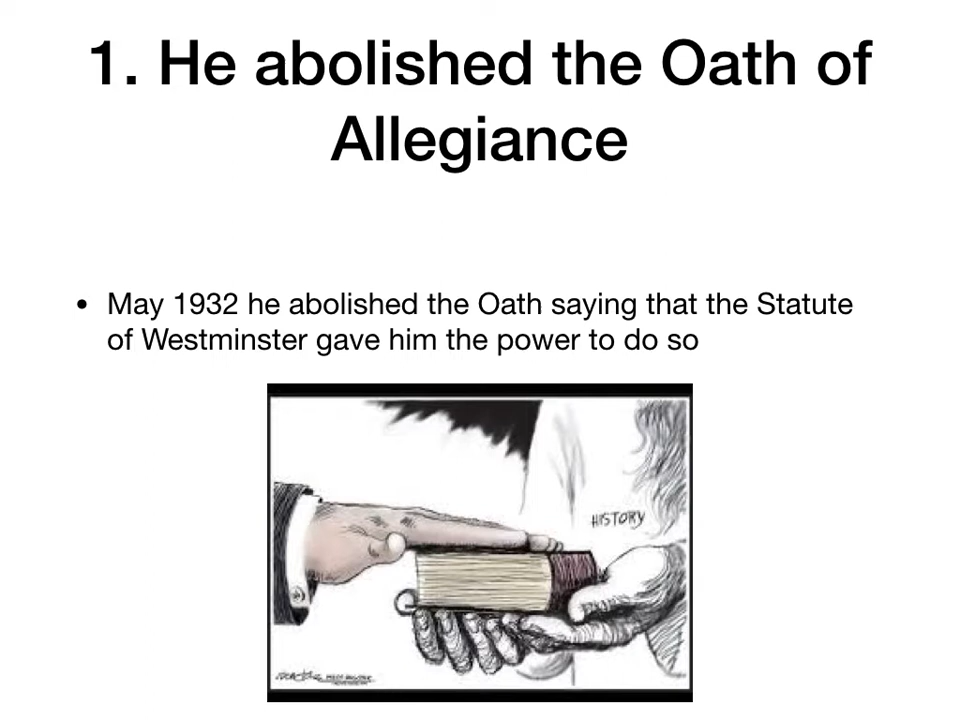 1. He abolished the Oath of
Allegiance
• May 1932 he abolished the Oath saying that the Statute
of Westminster gave him the power to do so
HISTORY